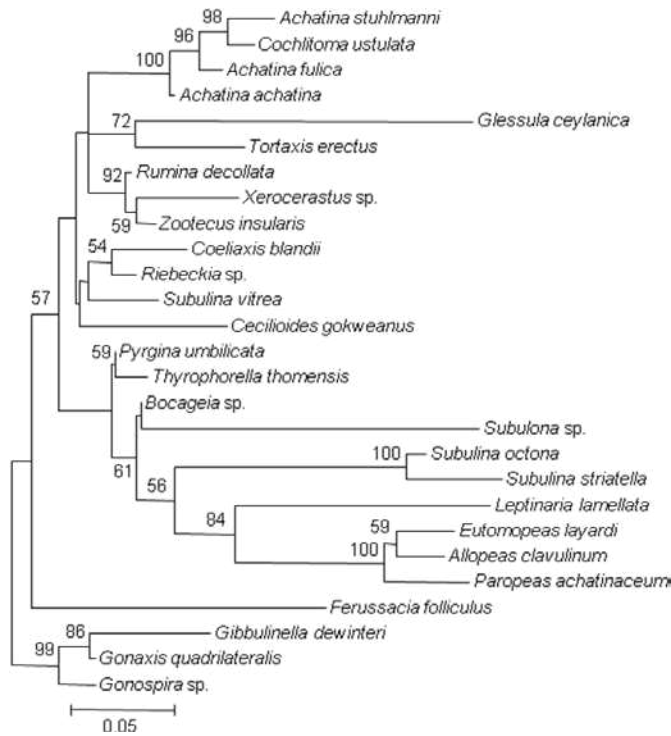 98 Achatina stuhlmanni
96 Cochlitoma ustulata
100 Achatina fulica
Achatina achatina
72 Glessula ceylanica
Tortaxis erectus
92 Rumina decollata
Xerocerastus sp.
59 Zootecus insularis
54 Coeliaxis blandii
Riebeckia sp.
57 Subulina vitrea
Cecilioides gokweanus
59 Pyrgina umbilicata
Thyrophorella thomensis
Bocageia sp.
Subulona sp.
61 100 Subulina octona
56 Subulina striatella
Leptinaria lamellata
84 59 Eutomopeas layardi
100 Allopeas clavulinum
Paropeas achatinaceum
Ferussacia folliculus
86 Gibbulinella dewinteri
99 Gonaxis quadrilateralis
Gonospira sp.
0.05